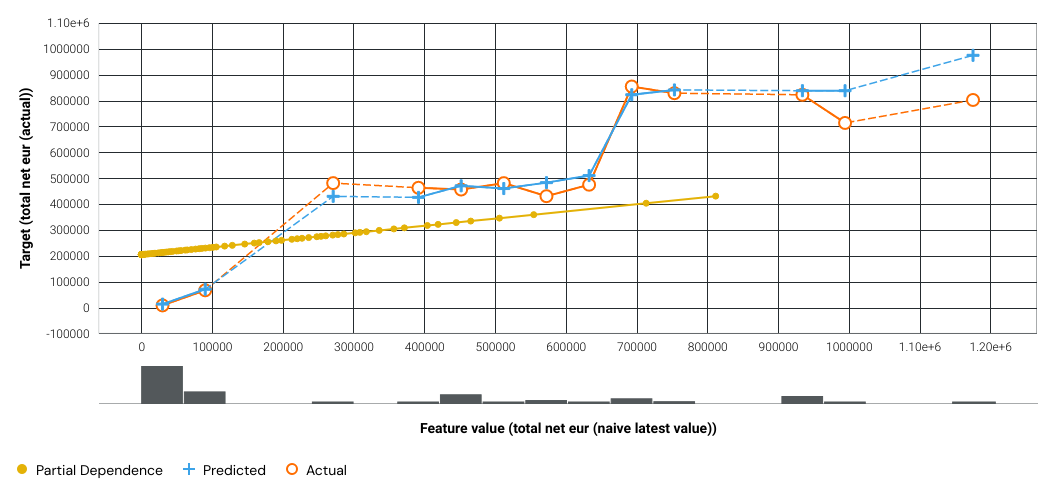 1.10e+6
1000000
900000
800000
700000
600000
500000
400000
300000
200000
100000
0
-100000
Target (total net eur (actual))
0 100000 200000 300000 400000 500000 600000 700000 800000 900000 1000000 1.10e+6 1.20e+6
Feature value (total net eur (naive latest value))
Partial Dependence Predicted Actual